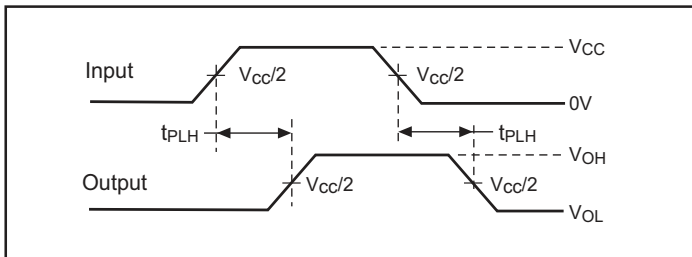 VCC
Input
VCC/2
VCC/2
0V
tPLH
tPLH
VOH
Output
VCC/2
VCC/2
VOL